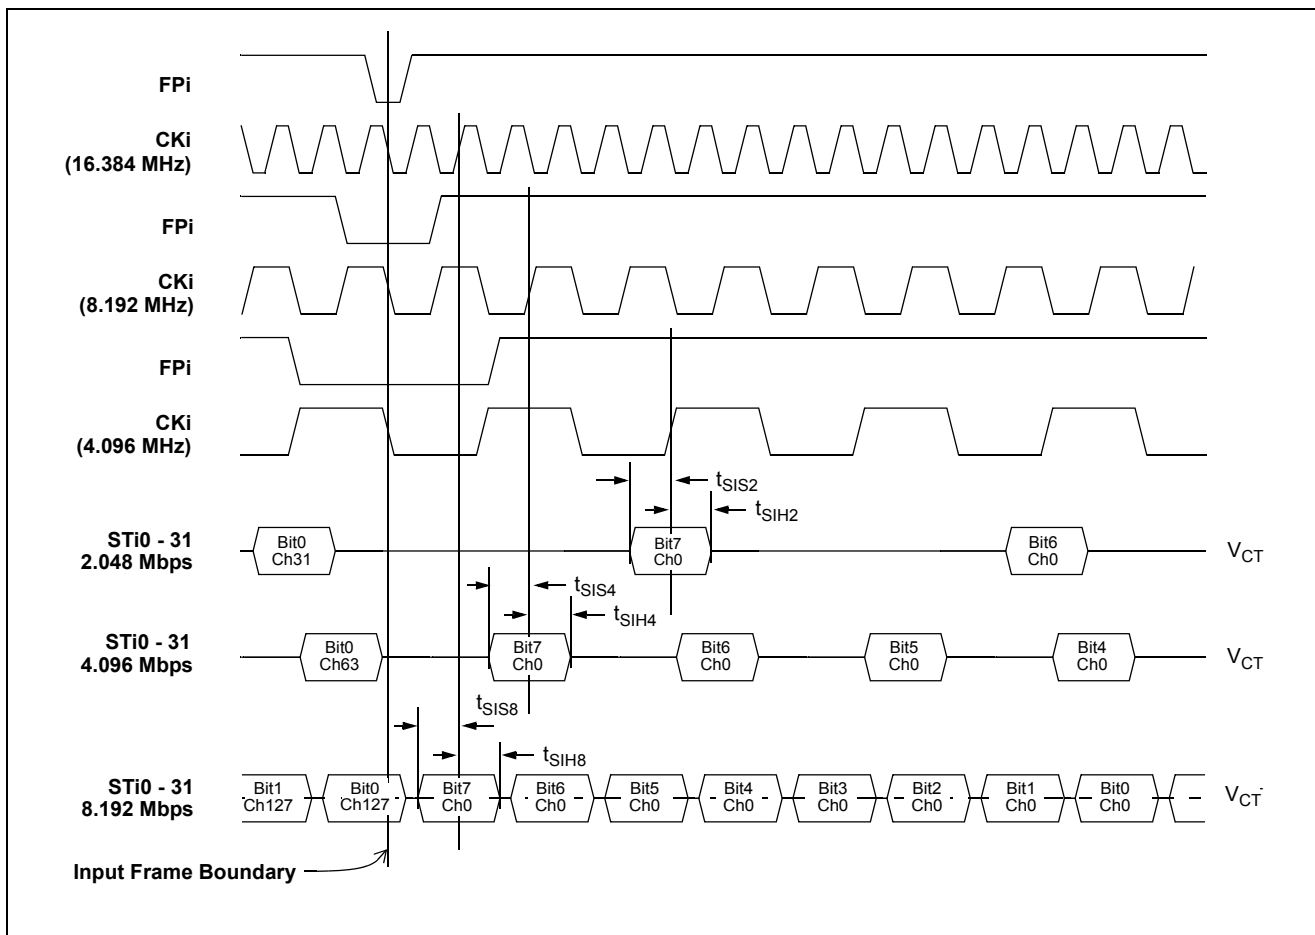 FPi
CKi
(16.384 MHz)
FPi
CKi
(8.192 MHz)
FPi
CKi
(4.096 MHz)
tSIS2
tSIH2
STi0 - 31
2.048 Mbps
Bit0
Ch31
Bit7
Ch0
Bit6
Ch0
VCT
tSIS4
tSIH4
STi0 - 31
4.096 Mbps
Bit0
Ch63
Bit7
Ch0
Bit6
Ch0
Bit5
Ch0
Bit4
Ch0
VCT
tSIS8
tSIH8
STi0 - 31
8.192 Mbps
Bit1
Ch127
Bit0
Ch127
Bit7
Ch0
Bit6
Ch0
Bit5
Ch0
Bit4
Ch0
Bit3
Ch0
Bit2
Ch0
Bit1
Ch0
Bit0
Ch0
VCT
Input Frame Boundary